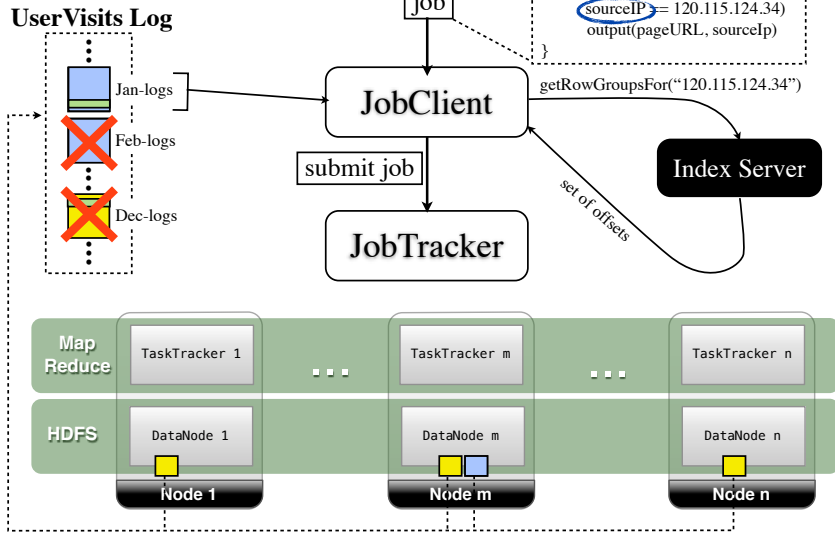 UserVisits Log
job
sourceIP == 120.115.124.34)
output(pageURL, sourceIp)
}
Jan-logs
Feb-logs
Dec-logs
JobClient
getRowGroupsFor(“120.115.124.34”)
Index Server
submit job
set of offsets
JobTracker
Map
Reduce
TaskTracker 1
...
TaskTracker m
...
TaskTracker n
HDFS
DataNode 1
DataNode m
DataNode n
Node 1
Node m
Node n